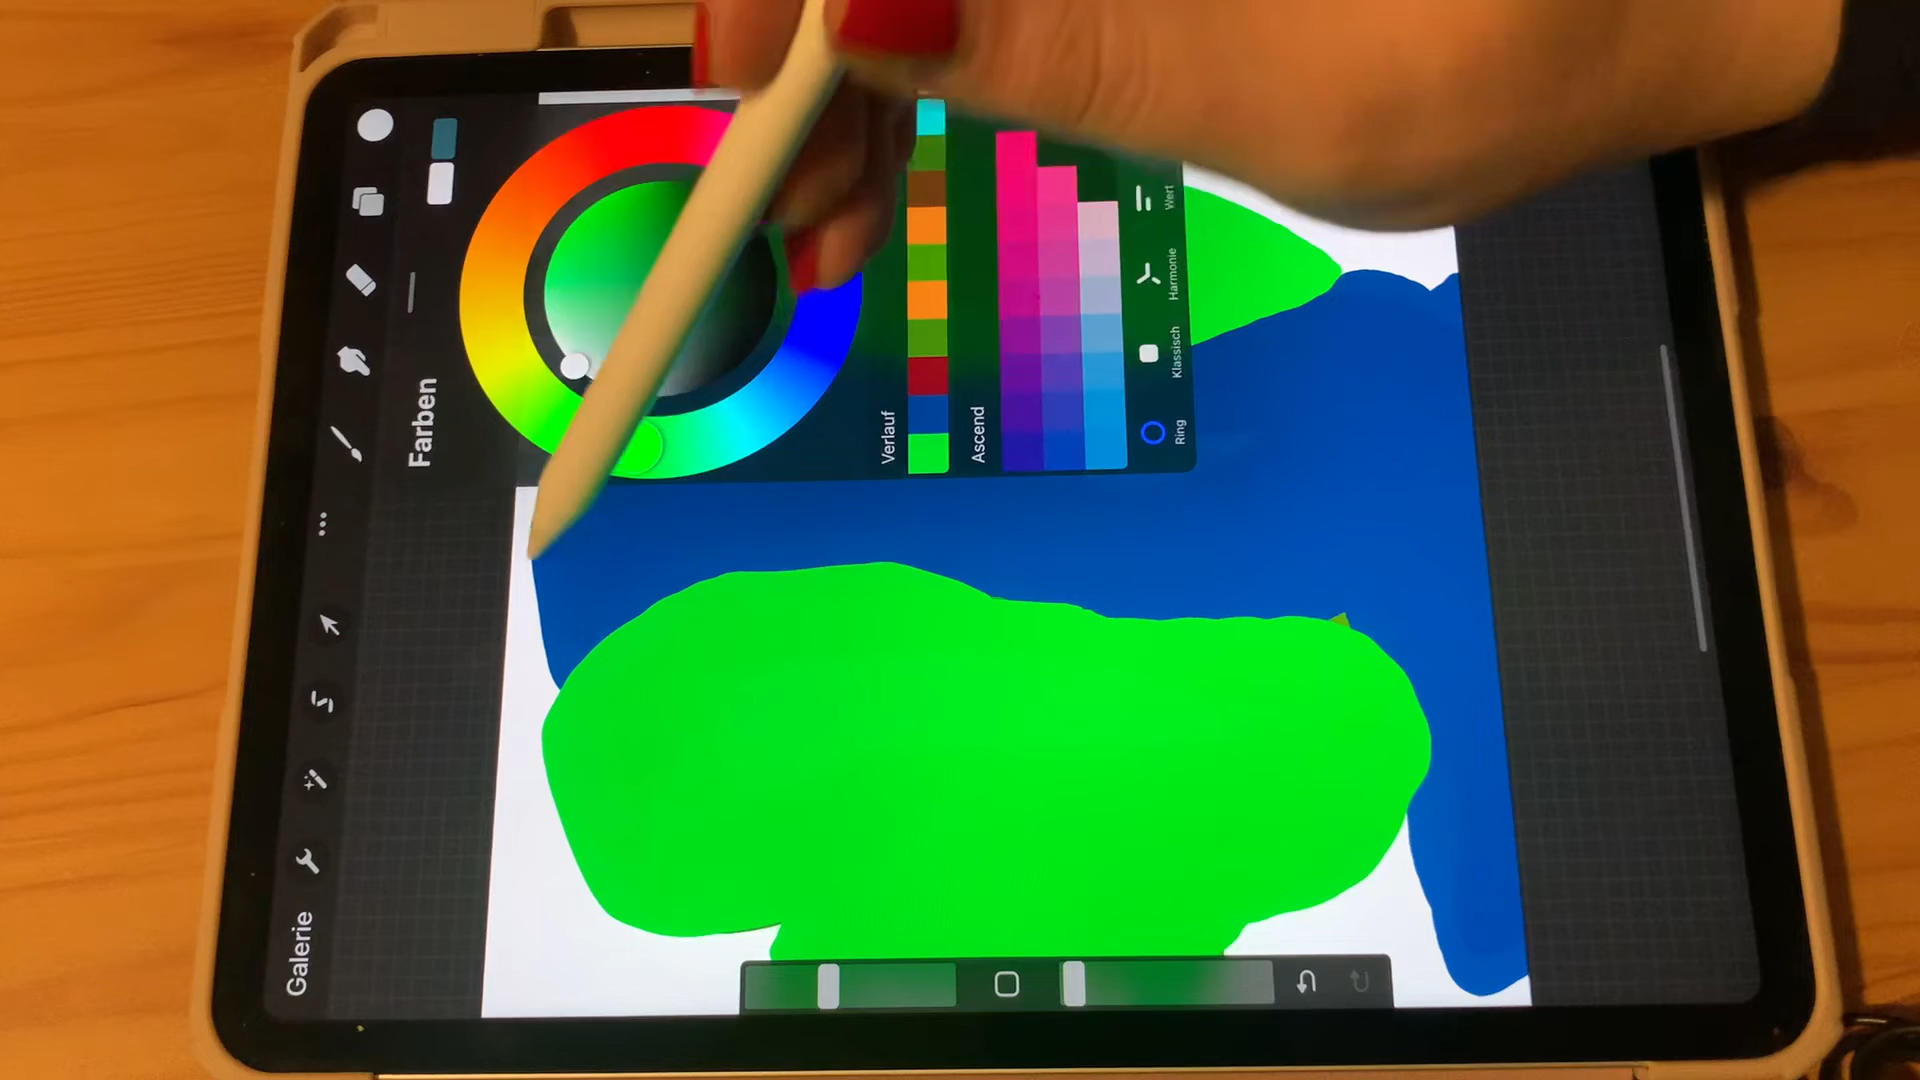 Galerie
Farben
Verlauf
Ascend
Ring
Klassisch
Harmonie
Wert